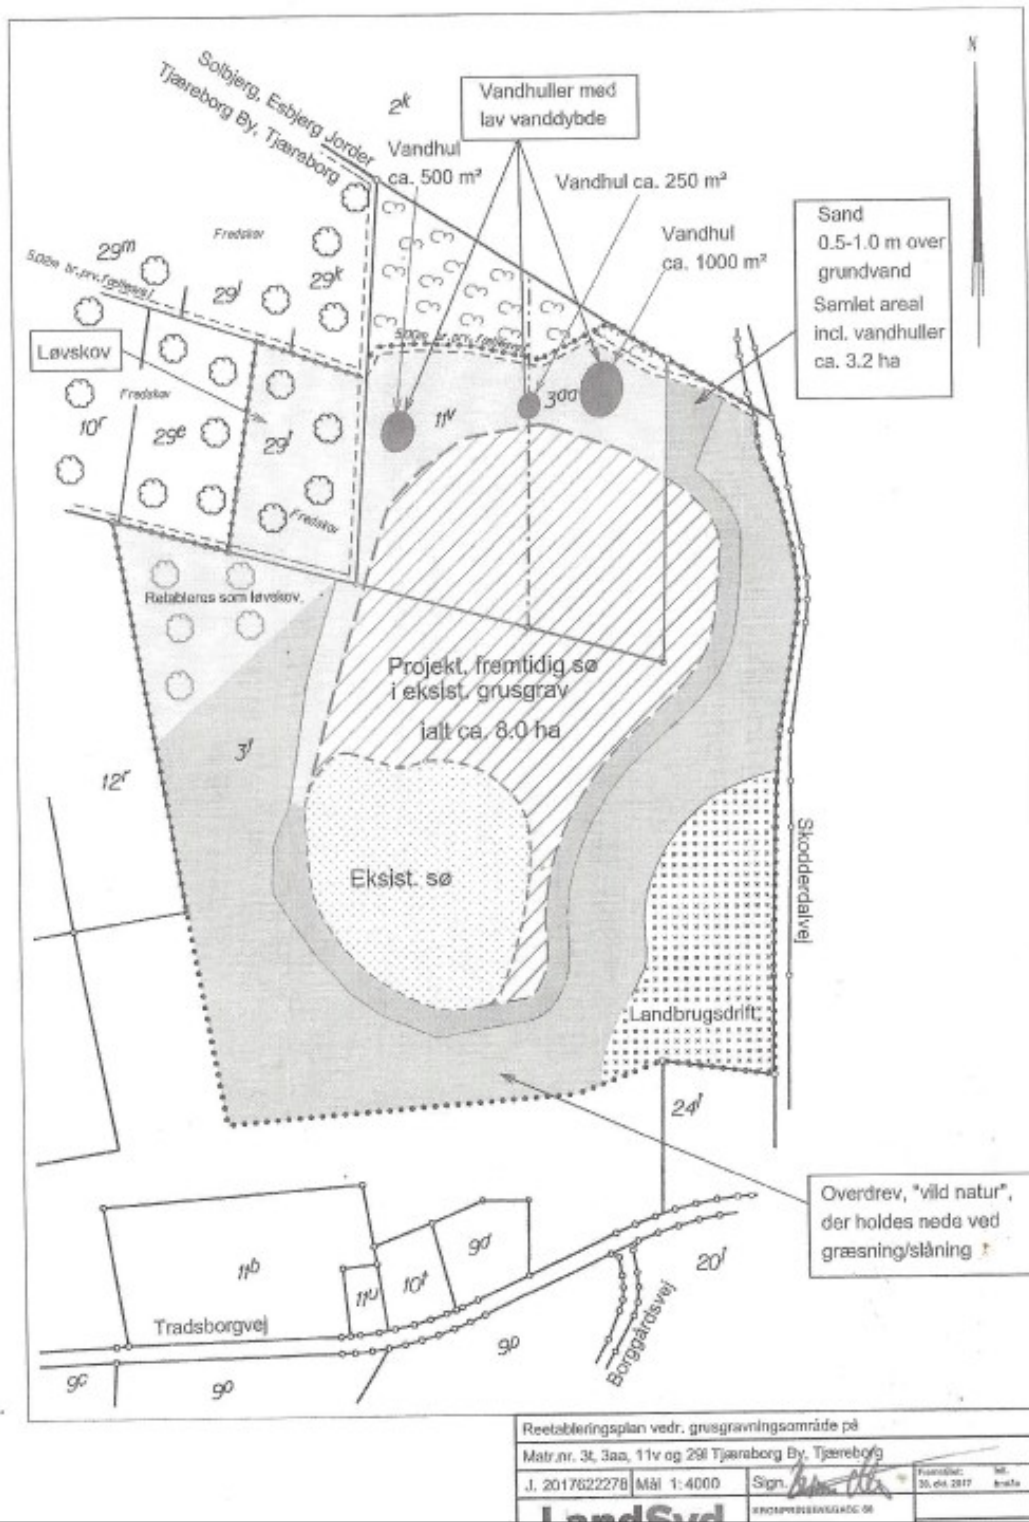 N
Solbjerg, Esbjerg Jorder
Tjæreborg By, Tjæreborg
2k
Vandhuller med
lav vanddybde
Vandhul
ca. 500 m²
Vandhul ca. 250 m²
Vandhul
ca. 1000 m²
Sand
0.5-1.0 m over
grundvand
Samlet areal
incl. vandhuller
ca. 3.2 ha
Fredskov
29m
29l
29k
Løvskov
Fredskov
10r
29e
29l
Fredskov
11v
3aa
Retableres som løvskov.
Projekt. fremtidig sø
i eksist. grusgrav
ialt ca. 8.0 ha
3t
12r
Eksist. sø
Skodderdalvej
Landbrugsdrift
24f
Overdrev, "vild natur",
der holdes nede ved
græsning/slåning
11b
11u
10t
9d
20f
Tradsborgvej
Borggårdsvej
9c
9o
9p
Reetableringsplan vedr. grusgravningsområde på
Matr.nr. 3t, 3aa, 11v og 29l Tjæreborg By, Tjæreborg
J. 2017622278
Mål 1:4000
Sign.
LandSyd